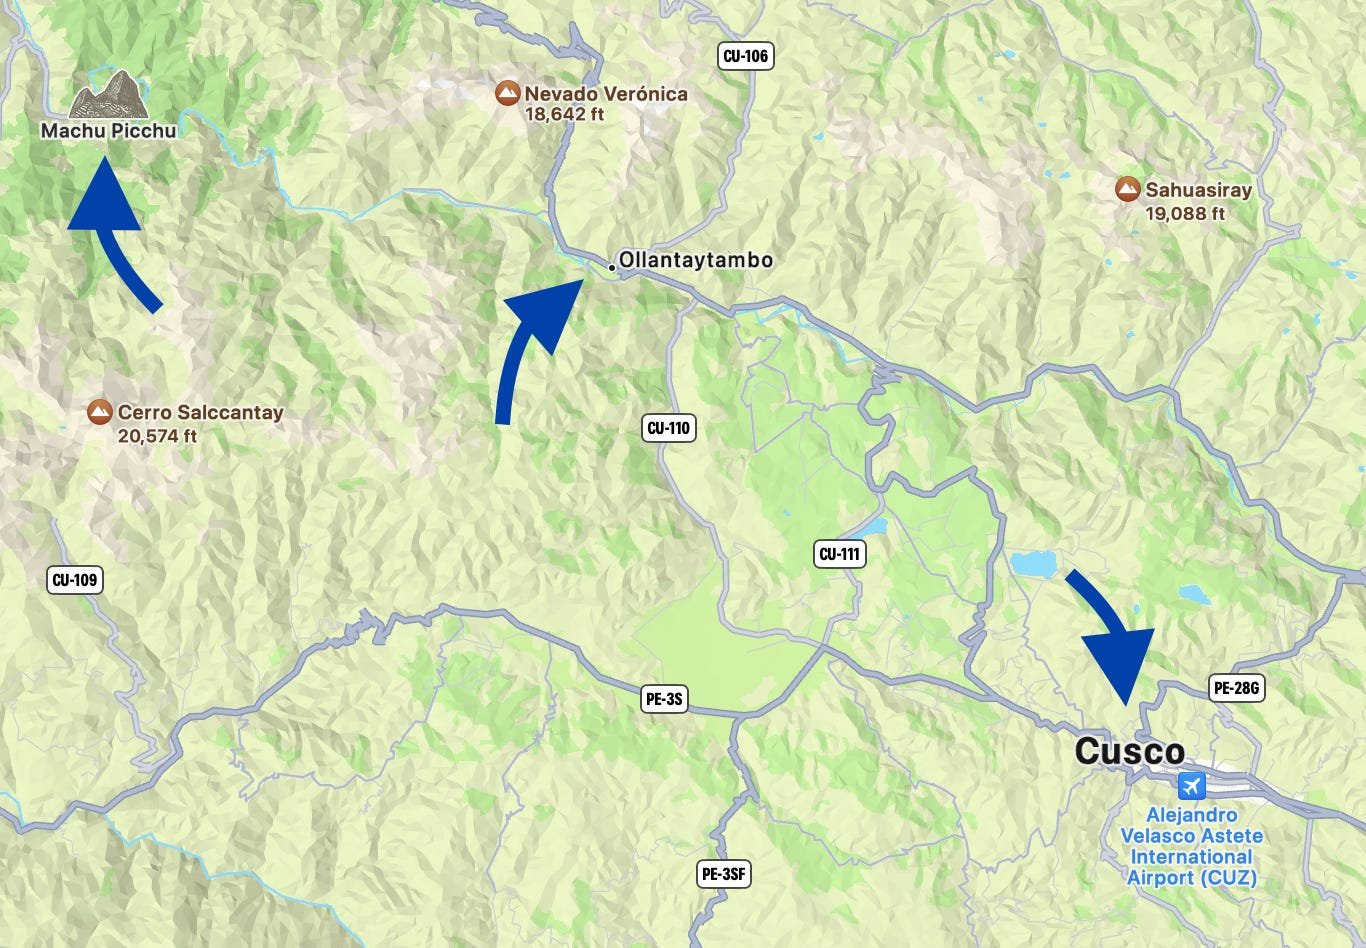 CU-106
Nevado Verónica
18,642 ft
Machu Picchu
Sahuasiray
19,088 ft
Ollantaytambo
Cerro Salccantay
20,574 ft
CU-110
CU-111
CU-109
PE-3S
PE-28G
Cusco
Alejandro
Velasco Astete
International
Airport (CUZ)
PE-3SF